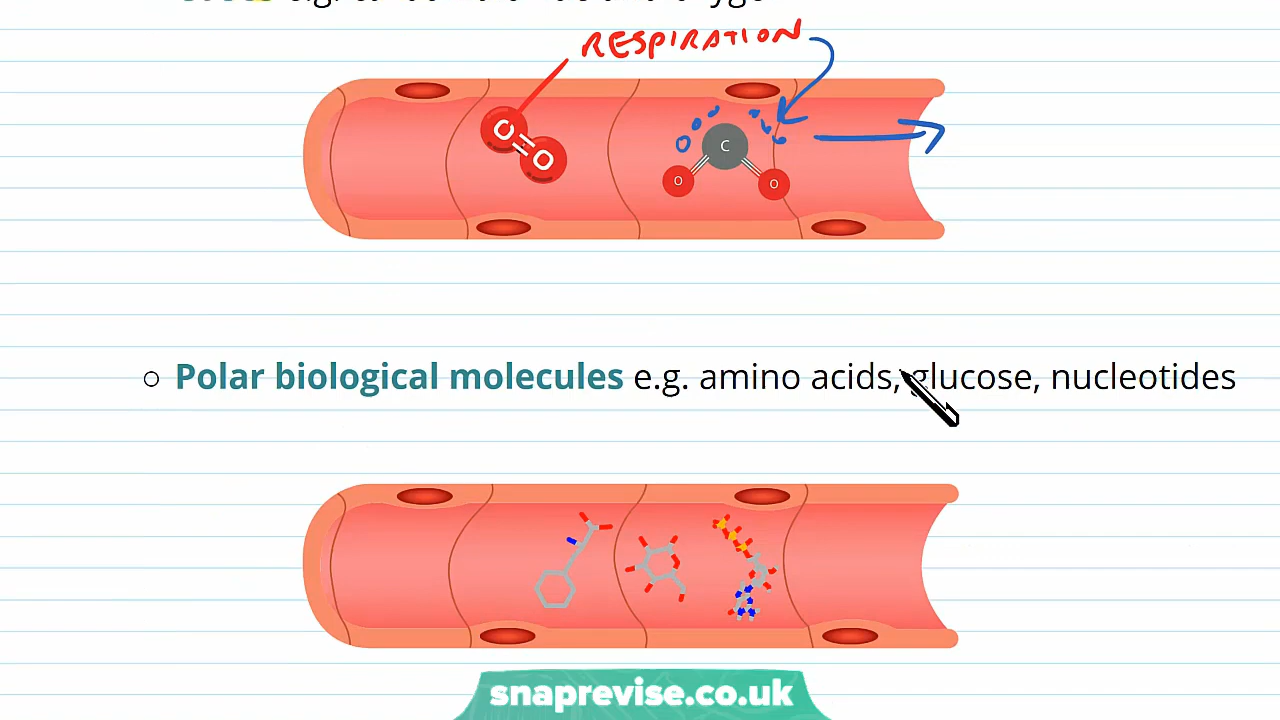 RESPIRATION
O
O
C
O
O
Polar biological molecules e.g. amino acids, glucose, nucleotides
snaprevise.co.uk